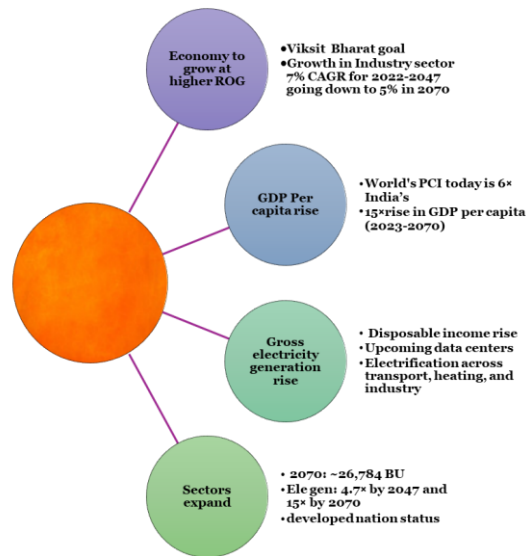 Economy to
grow at
higher ROG
●Viksit Bharat goal
●Growth in Industry sector
7% CAGR for 2022-2047
going down to 5% in 2070
GDP Per
capita rise
• World's PCI today is 6×
India's
• 15×rise in GDP per capita
(2023-2070)
Gross
electricity
generation
rise
• Disposable income rise
• Upcoming data centers
• Electrification across
transport, heating, and
industry
Sectors
expand
• 2070: ~26,784 BU
• Ele gen: 4.7× by 2047 and
15× by 2070
• developed nation status